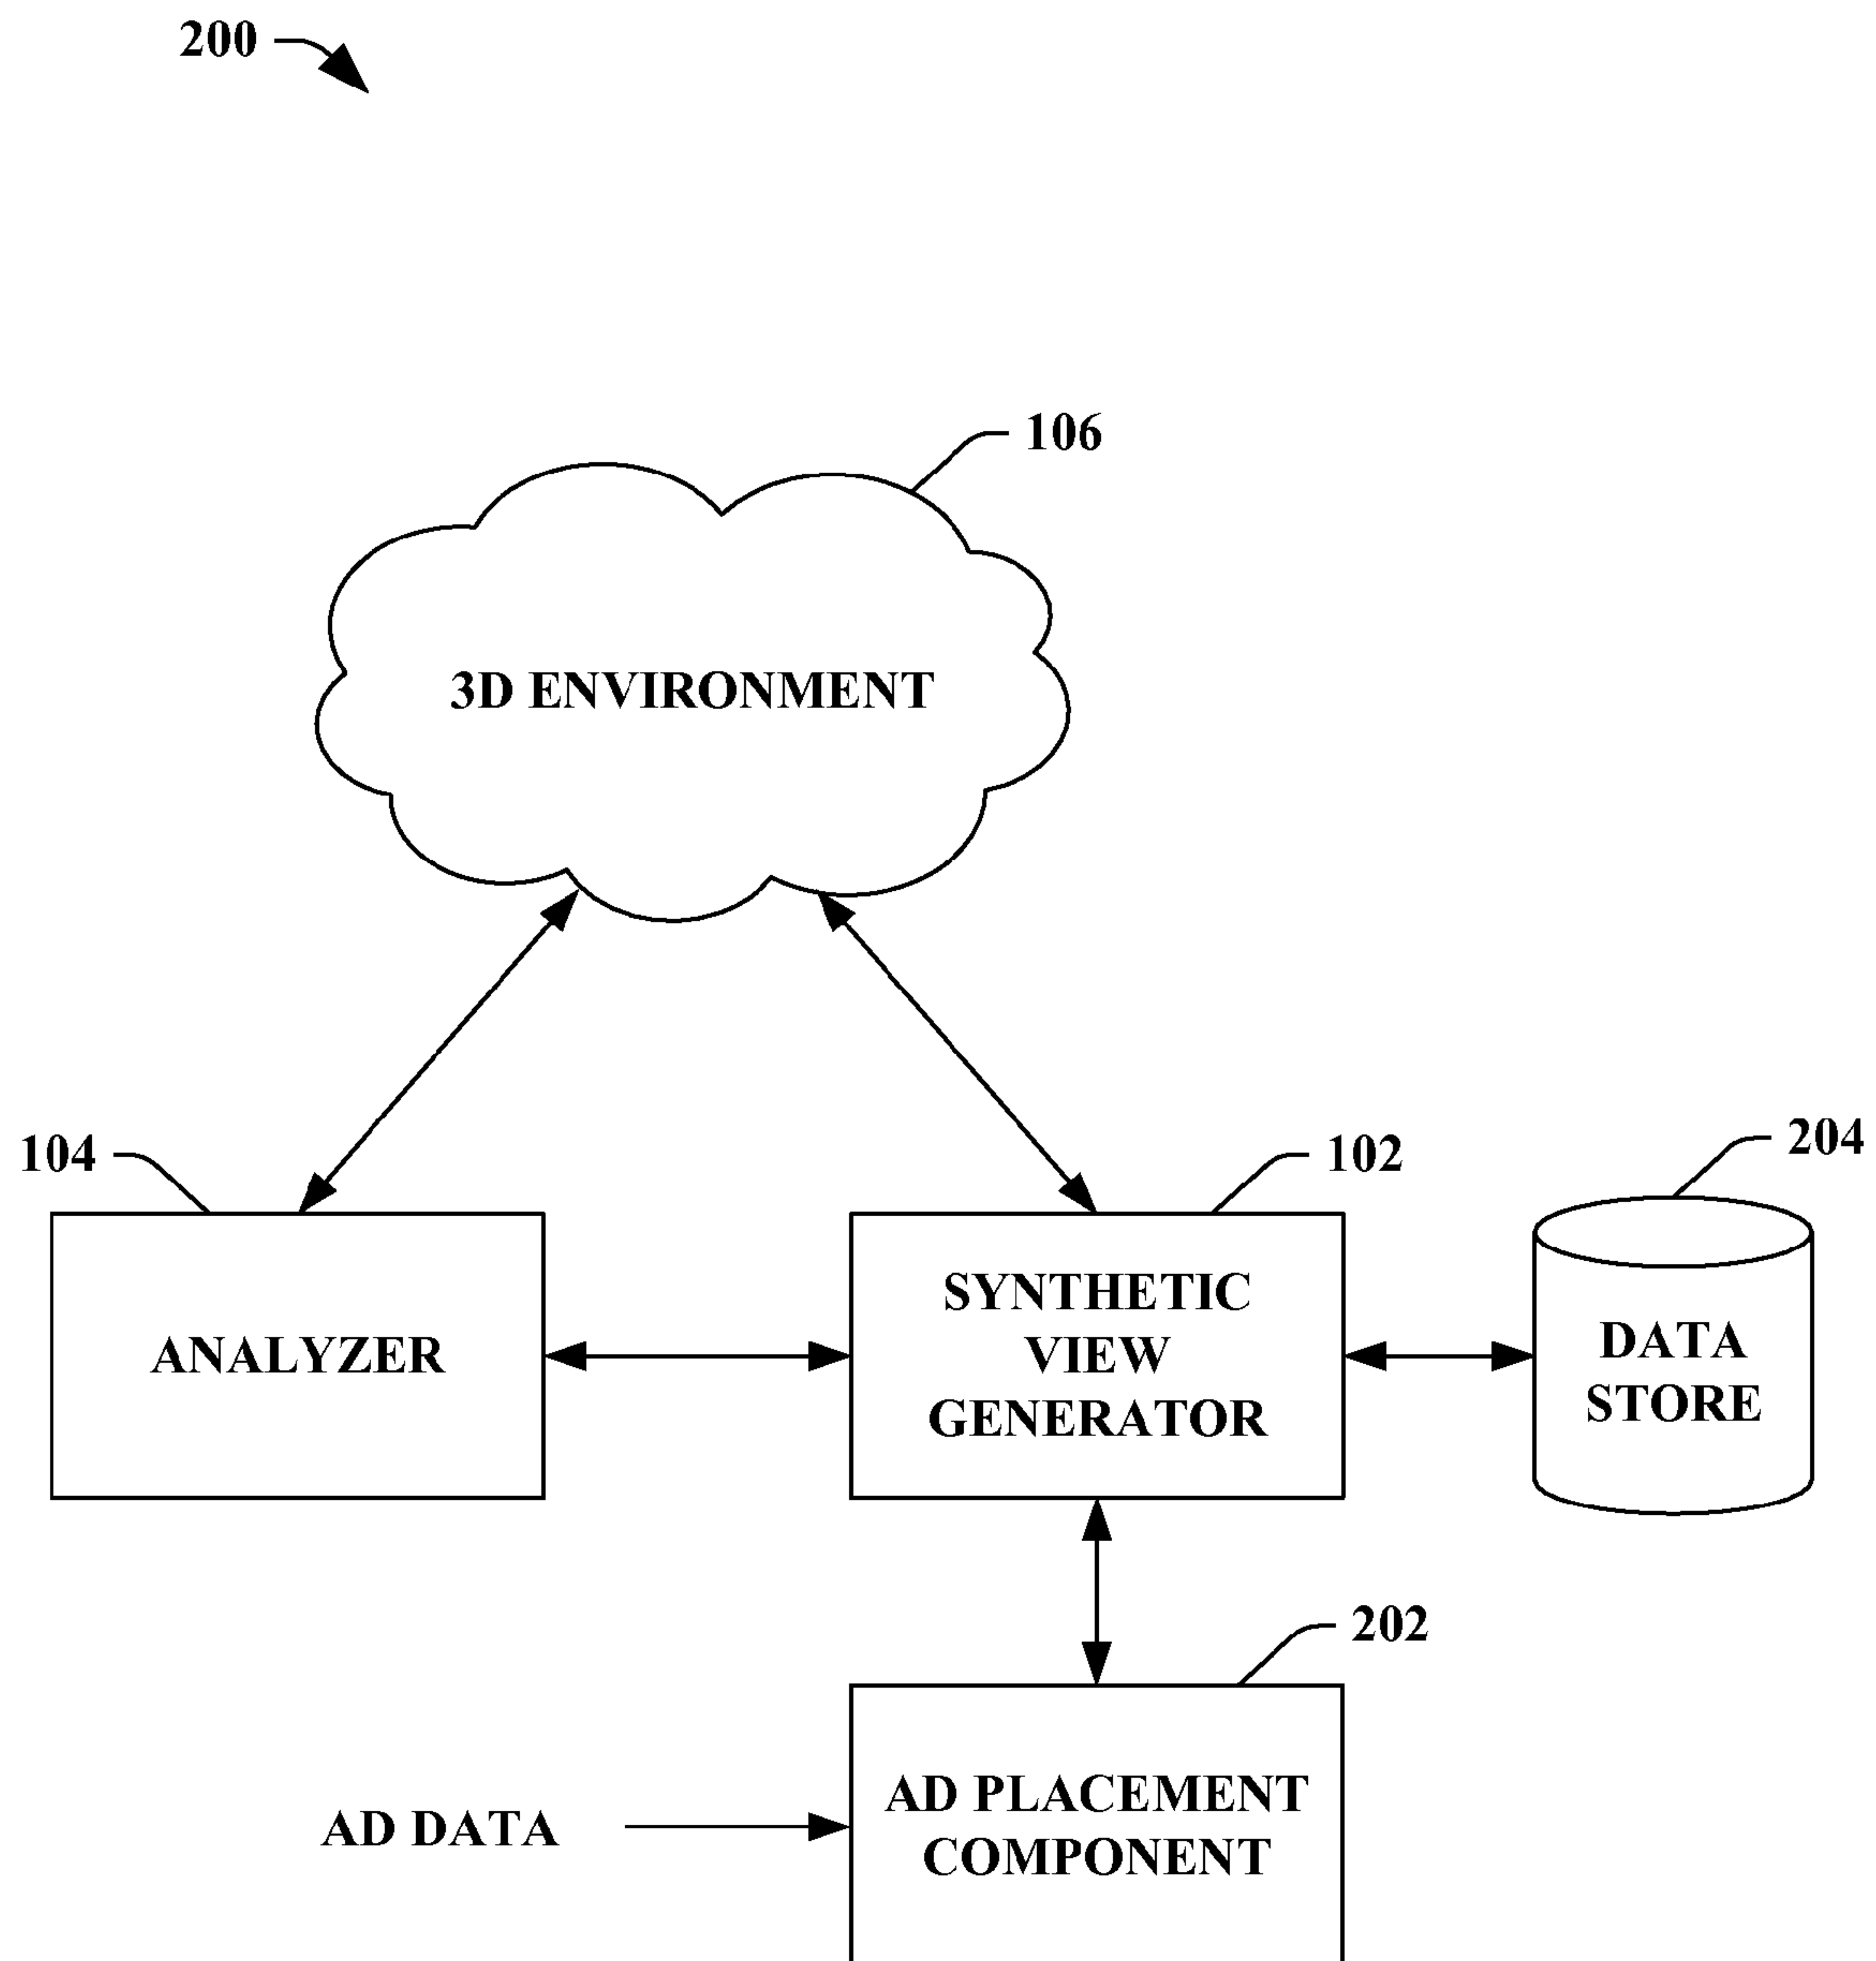 200
106
3D ENVIRONMENT
104
102
204
ANALYZER
SYNTHETIC
VIEW
GENERATOR
DATA
STORE
202
AD DATA
AD PLACEMENT
COMPONENT